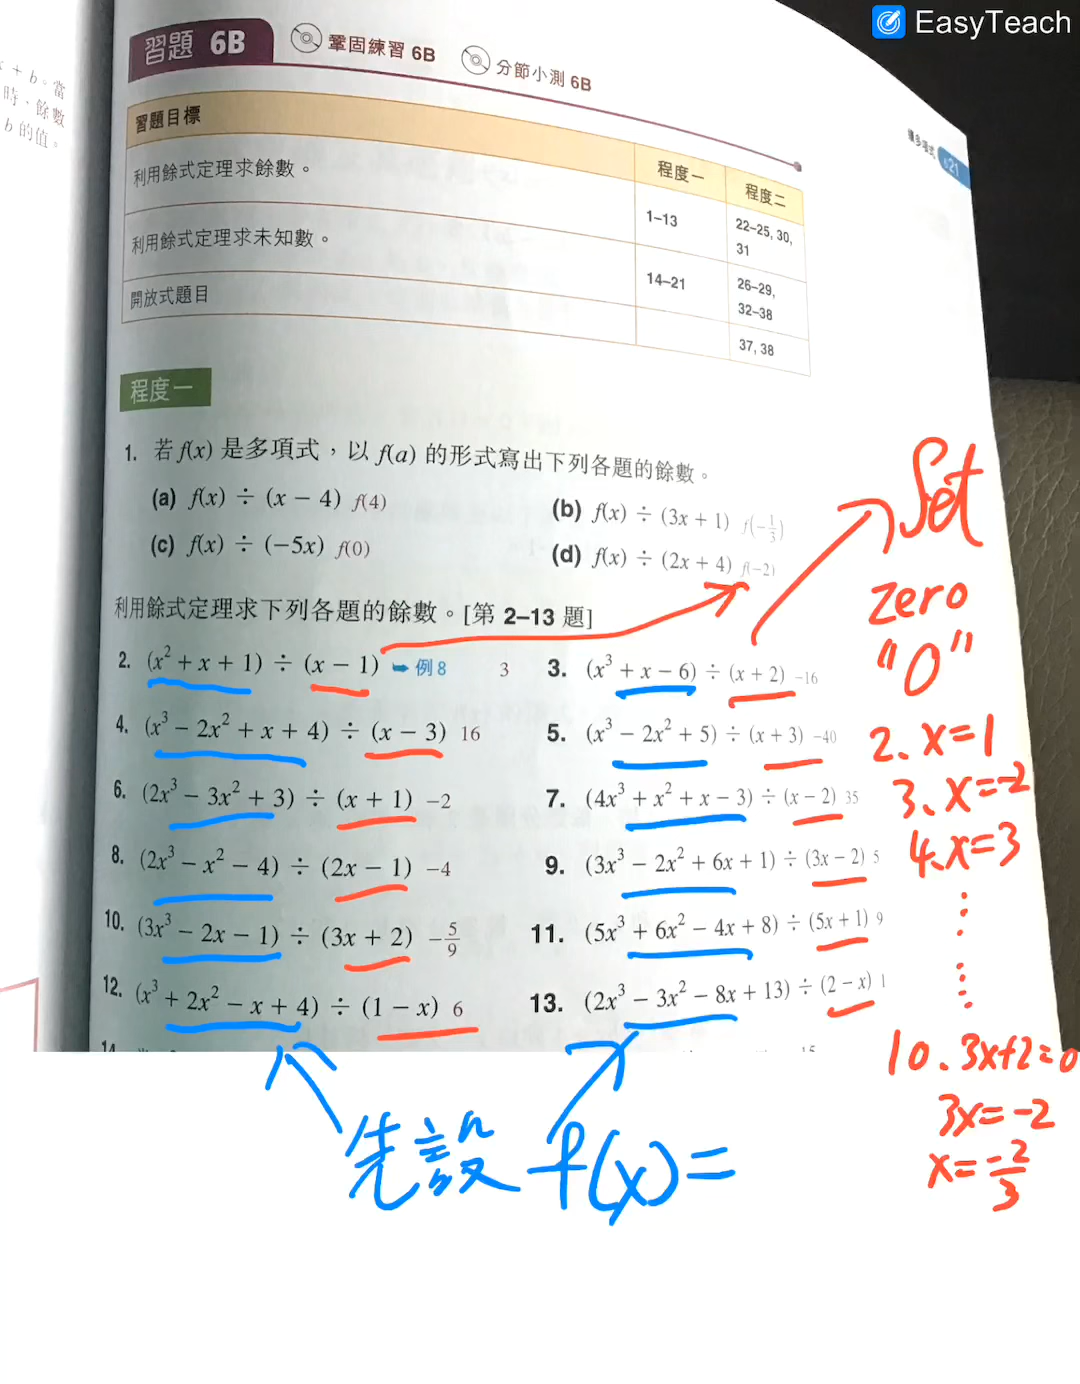 EasyTeach
x + b。當
時，餘數
b 的值。
習題 6B
鞏固練習 6B
分節小測 6B
621
習題目標 程度一 程度二
利用餘式定理求餘數。 1–13 22–25, 30, 31
利用餘式定理求未知數。 14–21 26–29, 32–38
開放式題目 37, 38
程度一
1. 若 f(x) 是多項式，以 f(a) 的形式寫出下列各題的餘數。
(a) f(x) ÷ (x − 4) f(4) (b) f(x) ÷ (3x + 1) f(−1/3)
(c) f(x) ÷ (−5x) f(0) (d) f(x) ÷ (2x + 4) f(−2)
利用餘式定理求下列各題的餘數。[第 2–13 題]
2. (x² + x + 1) ÷ (x − 1) ➥ 例 8 3 3. (x³ + x − 6) ÷ (x + 2) −16
4. (x³ − 2x² + x + 4) ÷ (x − 3) 16 5. (x³ − 2x² + 5) ÷ (x + 3) −40
6. (2x³ − 3x² + 3) ÷ (x + 1) −2 7. (4x³ + x² + x − 3) ÷ (x − 2) 35
8. (2x³ − x² − 4) ÷ (2x − 1) −4 9. (3x³ − 2x² + 6x + 1) ÷ (3x − 2) 5
10. (3x³ − 2x − 1) ÷ (3x + 2) −5/9 11. (5x³ + 6x² − 4x + 8) ÷ (5x + 1) 9
12. (x³ + 2x² − x + 4) ÷ (1 − x) 6 13. (2x³ − 3x² − 8x + 13) ÷ (2 − x) 1
14
15
Set
zero
"0"
2. x=1
3. x=-2
4. x=3
10. 3x+2=0
3x=-2
x=-2/3
先設 f(x)=